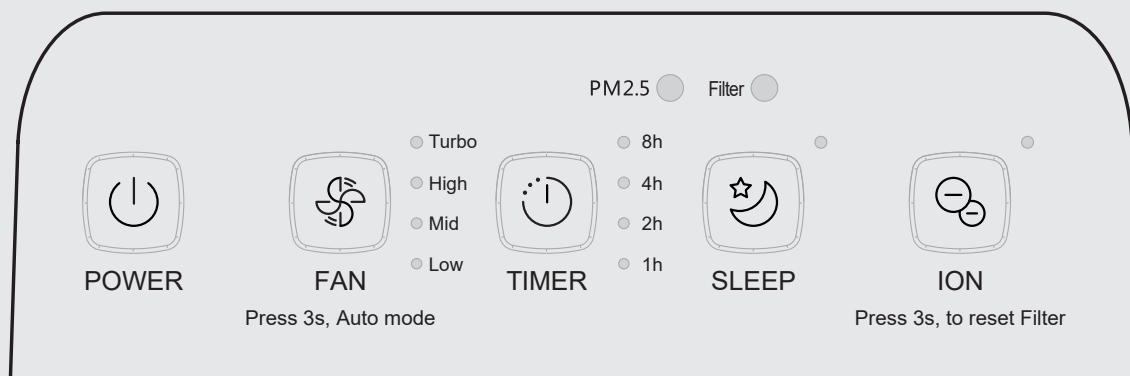 PM2.5 Filter
Turbo 8h
High 4h
Mid 2h
Low 1h
POWER FAN TIMER SLEEP ION
Press 3s, Auto mode Press 3s, to reset Filter